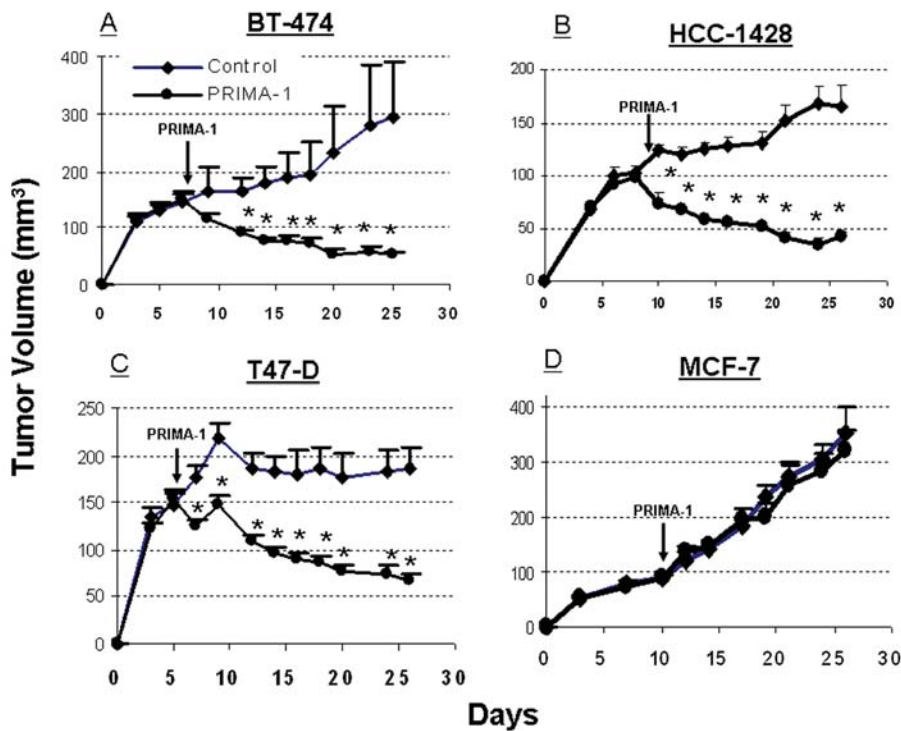 A
BT-474
Control
PRIMA-1
PRIMA-1
400
300
200
100
0
0 5 10 15 20 25 30
B
HCC-1428
PRIMA-1
200
150
100
50
0
0 5 10 15 20 25 30
* * * * * * *
* * * * * * * *
C
T47-D
PRIMA-1
250
200
150
100
50
0
0 5 10 15 20 25 30
* * * * * * * * *
D
MCF-7
PRIMA-1
400
300
200
100
0
0 5 10 15 20 25 30
Tumor Volume (mm³)
Days